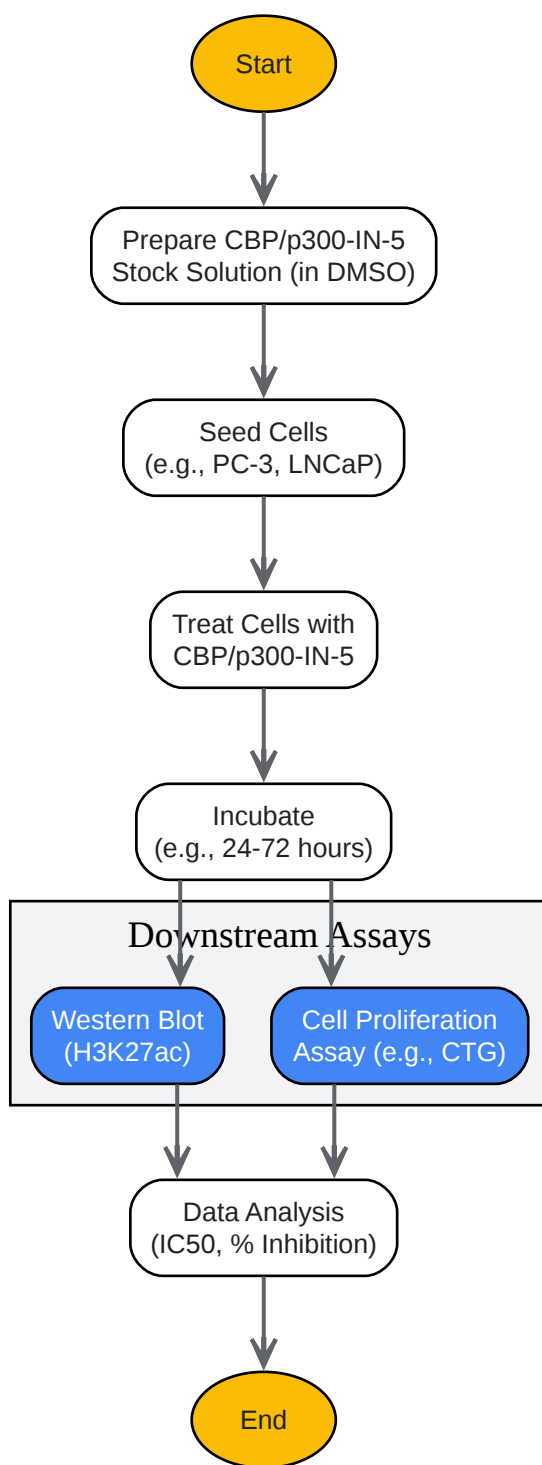 Start
Prepare CBP/p300-IN-5
Stock Solution (in DMSO)
Seed Cells
(e.g., PC-3, LNCaP)
Treat Cells with
CBP/p300-IN-5
Incubate
(e.g., 24-72 hours)
Downstream Assays
Western Blot
(H3K27ac)
Cell Proliferation
Assay (e.g., CTG)
Data Analysis
(IC50, % Inhibition)
End